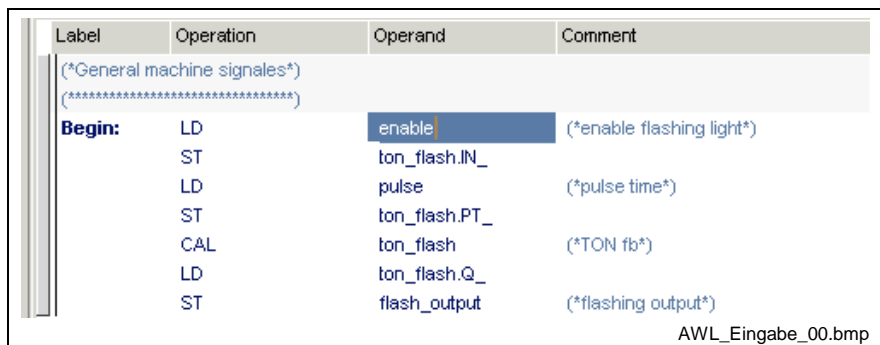 Label Operation Operand Comment
(*General machine signales*)
(*********************************)
Begin: LD enable (*enable flashing light*)
ST ton_flash.IN_
LD pulse (*pulse time*)
ST ton_flash.PT_
CAL ton_flash (*TON fb*)
LD ton_flash.Q_
ST flash_output (*flashing output*)
AWL_Eingabe_00.bmp